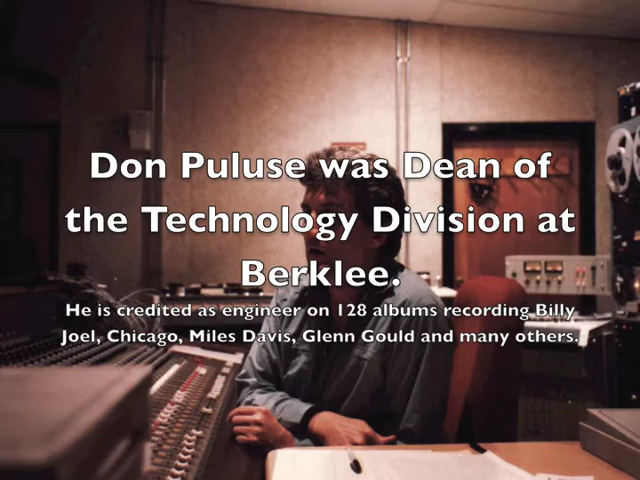 Don Puluse was Dean of
the Technology Division at
Berklee.
He is credited as engineer on 128 albums recording Billy
Joel, Chicago, Miles Davis, Glenn Gould and many others.